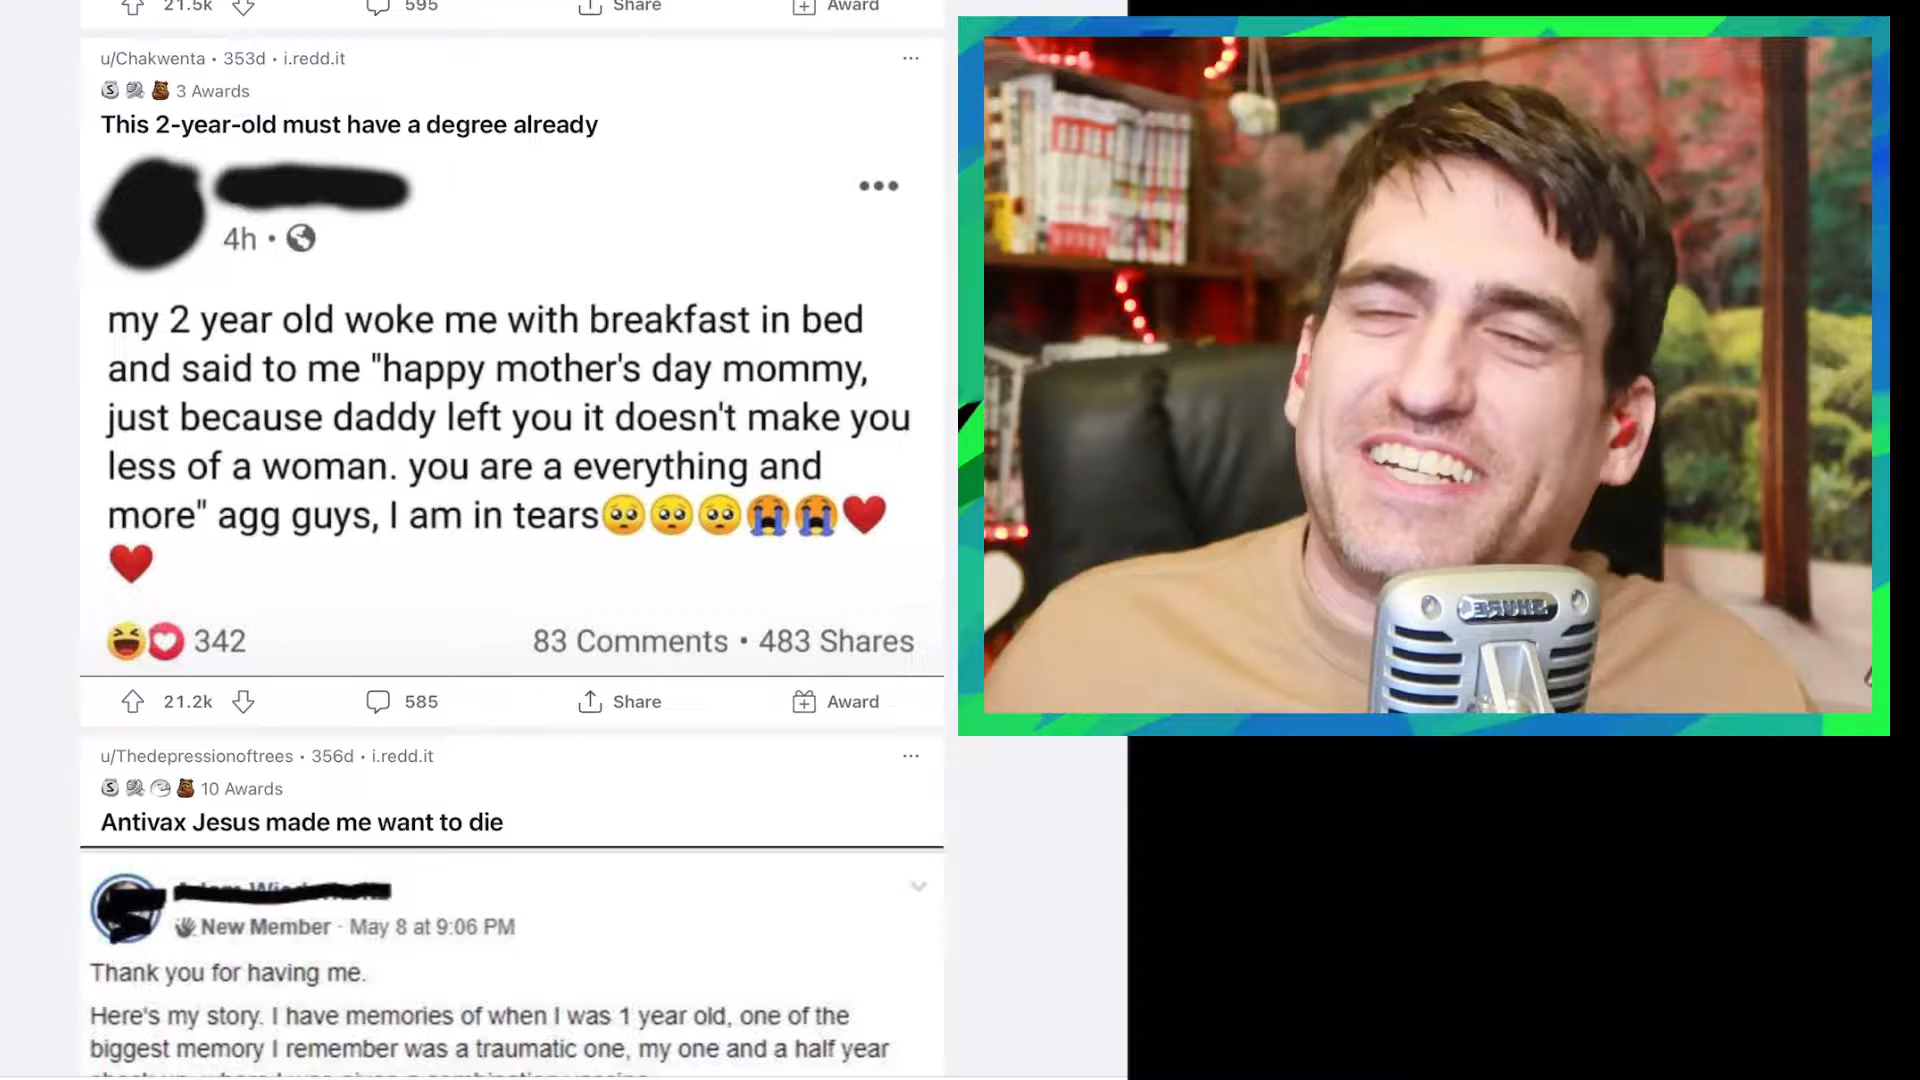 21.5k 595 Share Award
u/Chakwenta • 353d • i.redd.it
3 Awards
This 2-year-old must have a degree already
4h •
my 2 year old woke me with breakfast in bed
and said to me "happy mother's day mommy,
just because daddy left you it doesn't make you
less of a woman. you are a everything and
more" agg guys, I am in tears🥺🥺🥺😭😭❤️
❤️
342 83 Comments • 483 Shares
21.2k 585 Share Award
u/Thedepressionoftrees • 356d • i.redd.it
10 Awards
Antivax Jesus made me want to die
New Member · May 8 at 9:06 PM
Thank you for having me.
Here's my story. I have memories of when I was 1 year old, one of the
biggest memory I remember was a traumatic one, my one and a half year
SHURE